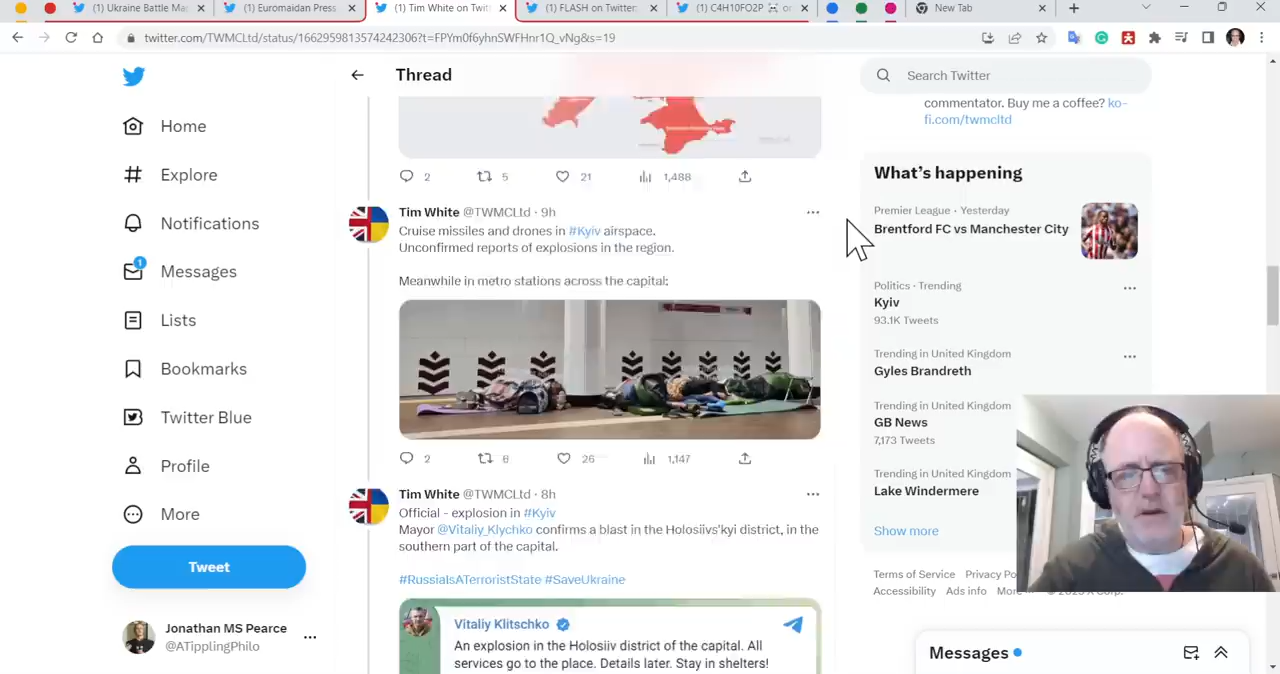 (1) Ukraine Battle Ma
(1) Euromaidan Press
(1) Tim White on Twit
(1) FLASH on Twitter:
(1) C4H10FO2P
New Tab
twitter.com/TWMCLtd/status/1662959813574242306?t=FPYm0f6yhnSWFHnr1Q_vNg&s=19
Home
Explore
Notifications
1
Messages
Lists
Bookmarks
Twitter Blue
Profile
More
Tweet
Jonathan MS Pearce
@ATipplingPhilo
Thread
2
5
21
1,488
Tim White @TWMCLtd · 9h
Cruise missiles and drones in #Kyiv airspace.
Unconfirmed reports of explosions in the region.
Meanwhile in metro stations across the capital:
2
6
26
1,147
Tim White @TWMCLtd · 8h
Official - explosion in #Kyiv
Mayor @Vitaliy_Klychko confirms a blast in the Holosiivs'kyi district, in the
southern part of the capital.
#RussiaIsATerroristState #SaveUkraine
Vitaliy Klitschko
An explosion in the Holosiiv district of the capital. All
services go to the place. Details later. Stay in shelters!
Search Twitter
commentator. Buy me a coffee? ko-
fi.com/twmcltd
What's happening
Premier League · Yesterday
Brentford FC vs Manchester City
Politics · Trending
Kyiv
93.1K Tweets
Trending in United Kingdom
Gyles Brandreth
Trending in United Kingdom
GB News
7,173 Tweets
Trending in United Kingdom
Lake Windermere
Show more
Terms of Service Privacy Po
Accessibility Ads info More
Messages